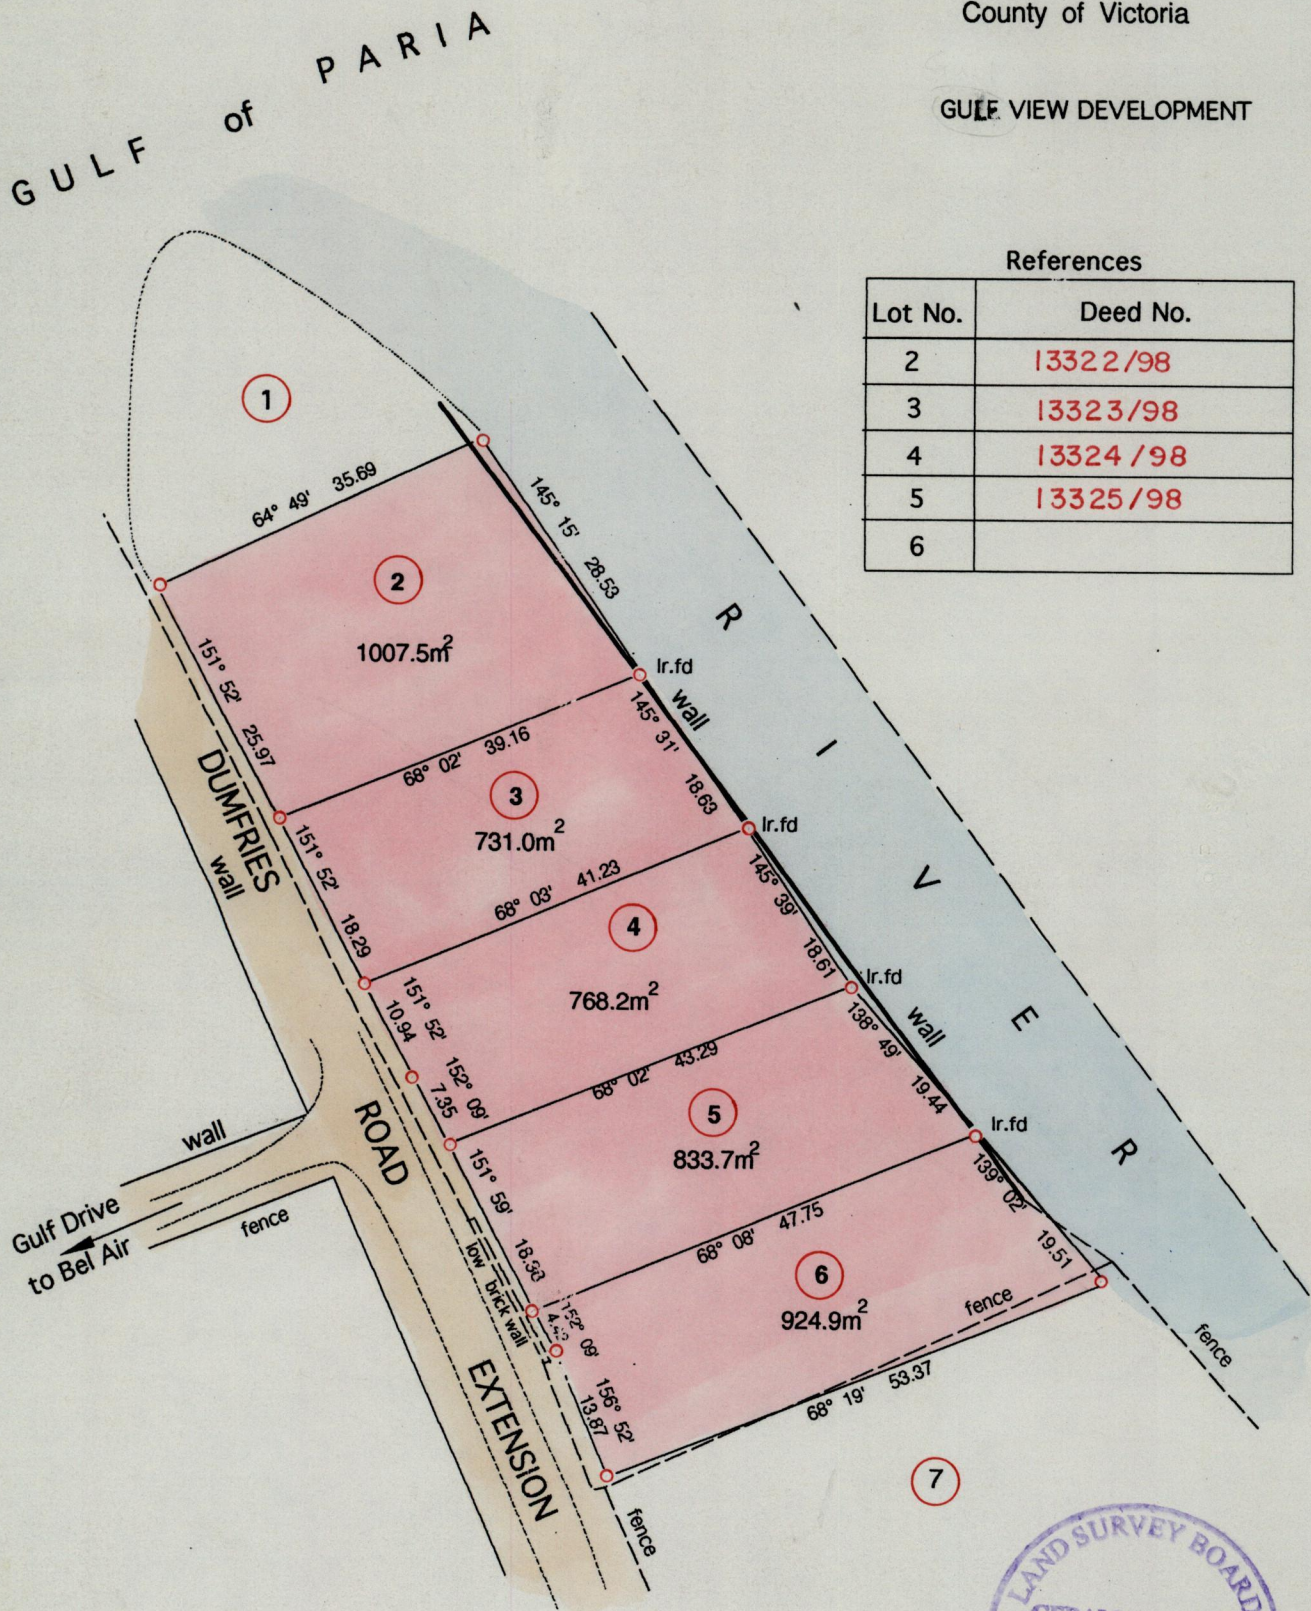 County of Victoria
GULF of PARIA
GULF VIEW DEVELOPMENT
References
Lot No. Deed No.
2 13322/98
3 13323/98
4 13324/98
5 13325/98
6
1
64° 49' 35.69
145° 15' 28.53
2
1007.5m²
151° 52' 25.97
Ir.fd
wall
68° 02' 39.16
145° 31' 18.63
3
731.0m²
151° 52' 18.29
Ir.fd
68° 03' 41.23
145° 39' 18.61
4
768.2m²
151° 52' 10.94
152° 09' 7.35
Ir.fd
wall
68° 02' 43.29
138° 49' 19.44
5
833.7m²
151° 59'
Ir.fd
68° 08' 47.75
139° 02' 19.51
6
924.9m²
152° 09'
156° 52' 13.87
fence
68° 19' 53.37
7
RIVER
fence
DUMFRIES
wall
ROAD
wall
Gulf Drive
to Bel Air
fence
low brick wall
EXTENSION
fence
LAND SURVEY BOARD